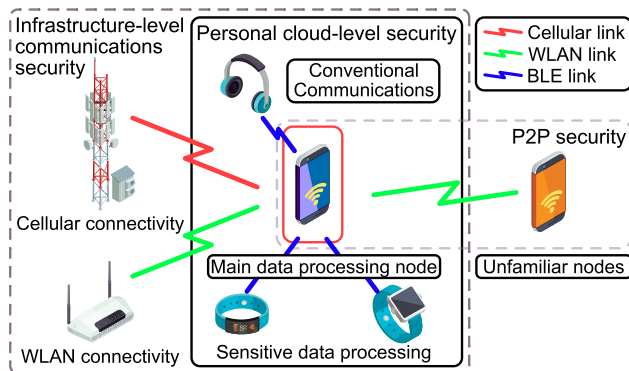 Infrastructure-level
communications
security
Personal cloud-level security
Conventional
Communications
Cellular link
WLAN link
BLE link
P2P security
Cellular connectivity
Main data processing node
Unfamiliar nodes
WLAN connectivity
Sensitive data processing